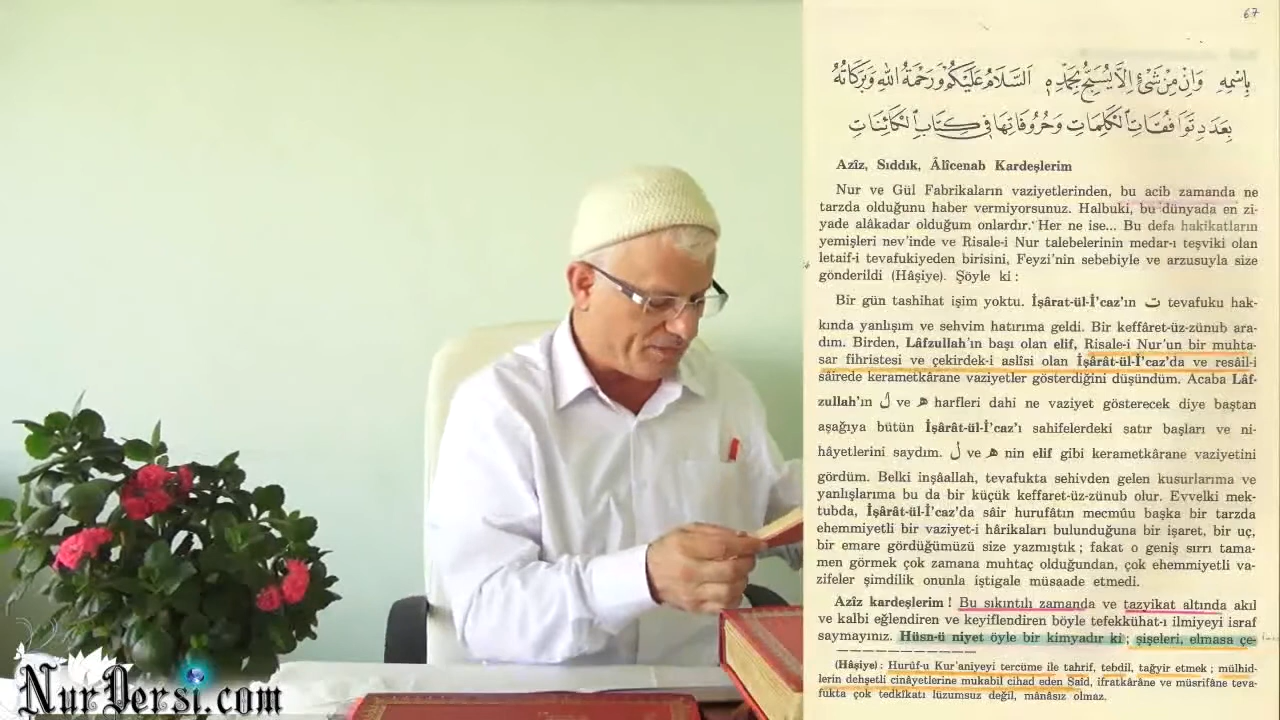 67
بِاسْمِهِ وَاِنْ مِنْ شَيْءٍ اِلَّا يُسَبِّحُ بِحَمْدِهِ اَلسَّلَامُ عَلَيْكُمْ وَرَحْمَةُ اللّٰهِ وَبَرَكَاتُهُ
بِعَدَدِ تَوَافُقَاتِ الْكَلِمَاتِ وَحُرُوفَاتِهَا فِي كِتَابِ الْكَائِنَاتِ
Azîz, Sıddık, Âlicenab Kardeşlerim
Nur ve Gül Fabrikaların vaziyetlerinden, bu acib zamanda ne
tarzda olduğunu haber vermiyorsunuz. Halbuki, bu dünyada en zi-
yade alâkadar olduğum onlardır. Her ne ise... Bu defa hakikatların
yemişleri nev'inde ve Risale-i Nur talebelerinin medar-ı teşviki olan
letaif-i tevafukiyeden birisini, Feyzi'nin sebebiyle ve arzusuyla size
gönderildi (Hâşiye). Şöyle ki :
Bir gün tashihat işim yoktu. İşârat-ül-İ'caz'ın ت tevafuku hak-
kında yanlışım ve sehvim hatırıma geldi. Bir keffâret-üz-zünub ara-
dım. Birden, Lâfzullah'ın başı olan elif, Risale-i Nur'un bir muhta-
sar fihristesi ve çekirdek-i aslîsi olan İşârât-ül-İ'caz'da ve resâil-i
sâirede kerametkârane vaziyetler gösterdiğini düşündüm. Acaba Lâf-
zullah'ın ل ve ه harfleri dahi ne vaziyet gösterecek diye baştan
aşağıya bütün İşârât-ül-İ'caz'ı sahifelerdeki satır başları ve ni-
hâyetlerini saydım. ل ve ه nin elif gibi kerametkârane vaziyetini
gördüm. Belki inşâallah, tevafukta sehivden gelen kusurlarıma ve
yanlışlarıma bu da bir küçük keffaret-üz-zünub olur. Evvelki mek-
tubda, İşârât-ül-İ'caz'da sâir hurufâtın mecmûu başka bir tarzda
ehemmiyetli bir vaziyet-i hârikaları bulunduğuna bir işaret, bir uç,
bir emare gördüğümüzü size yazmıştık ; fakat o geniş sırrı tama-
men görmek çok zamana muhtaç olduğundan, çok ehemmiyetli va-
zifeler şimdilik onunla iştigale müsaade etmedi.
Azîz kardeşlerim ! Bu sıkıntılı zamanda ve tazyikat altında akıl
ve kalbi eğlendiren ve keyiflendiren böyle tefekkühat-ı ilmiyeyi israf
saymayınız. Hüsn-ü niyet öyle bir kimyadır ki ; şişeleri, elmasa çe-
(Hâşiye) : Hurûf-u Kur'aniyeyi tercüme ile tahrif, tebdil, tağyir etmek ; mülhid-
lerin dehşetli cinâyetlerine mukabil cihad eden Said, ifratkârane ve müsrifâne teva-
fukta çok tedkîkatı lüzumsuz değil, mânâsız olmaz.
NurDersi.com